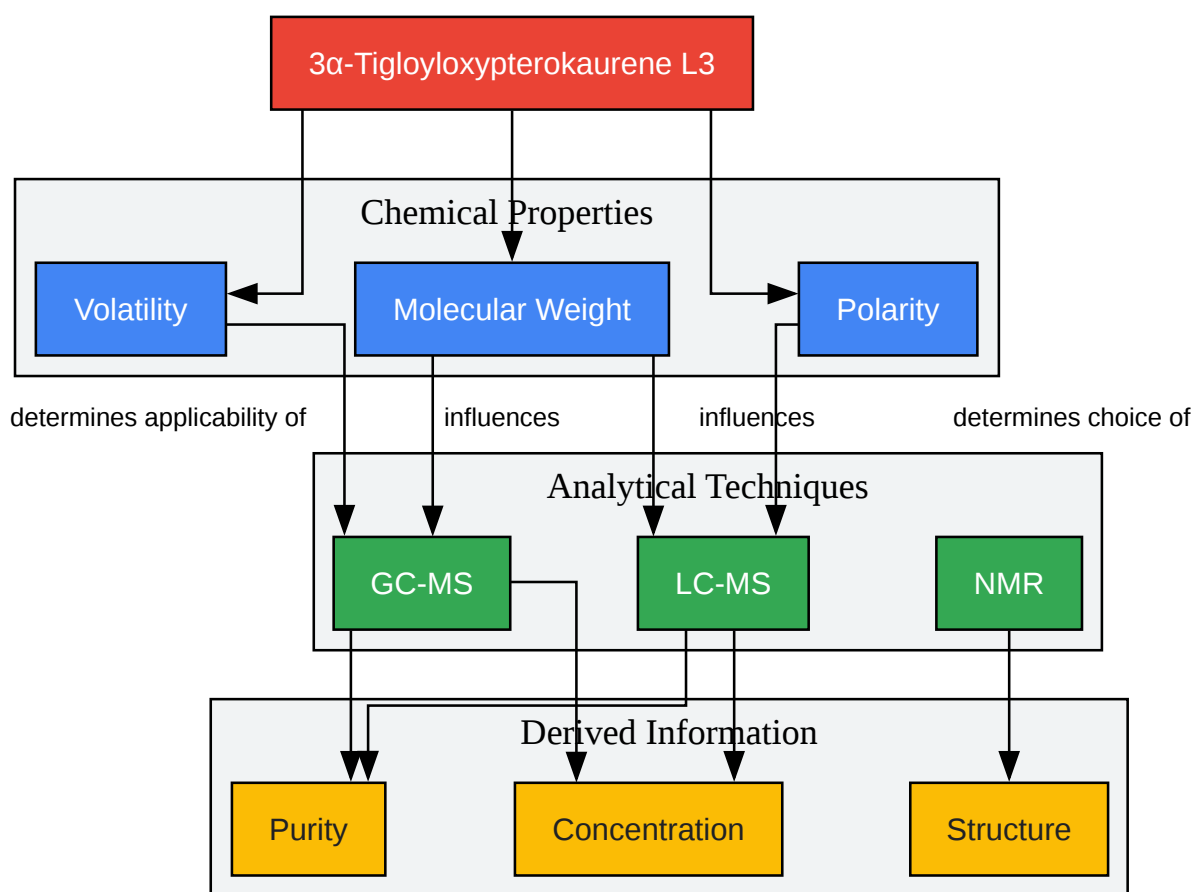 3α-Tigloyloxypterokaurene L3
Chemical Properties
Volatility
Molecular Weight
Polarity
determines applicability of
influences
influences
determines choice of
Analytical Techniques
GC-MS
LC-MS
NMR
Derived Information
Purity
Concentration
Structure